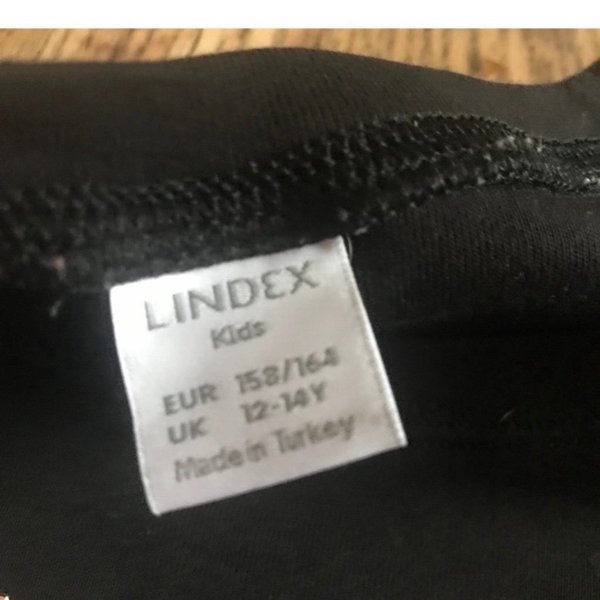 LINDEX
Kids
EUR 158/164
UK 12-14Y
Made in Turkey